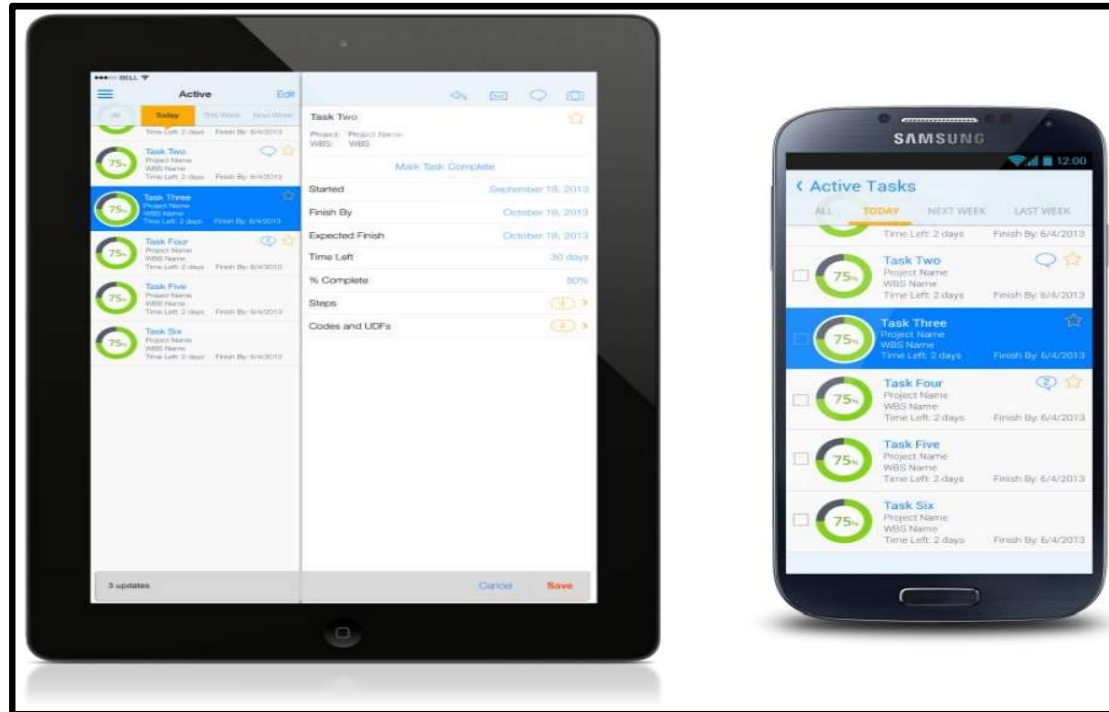 BELL
Active
Edit
All
Today
This Week
Next Week
Time Left: 2 days Finish By: 6/4/2013
75%
Task Two
Project Name
WBS Name
Time Left: 2 days Finish By: 6/4/2013
75%
Task Three
Project Name
WBS Name
Time Left: 2 days Finish By: 6/4/2013
75%
Task Four
2
Project Name
WBS Name
Time Left: 2 days Finish By: 6/4/2013
75%
Task Five
Project Name
WBS Name
Time Left: 2 days Finish By: 6/4/2013
75%
Task Six
Project Name
WBS Name
Time Left: 2 days Finish By: 6/4/2013
3 updates
Task Two
Project: Project Name
WBS: WBS
Mark Task Complete
Started September 18, 2013
Finish By October 19, 2013
Expected Finish October 18, 2013
Time Left 30 days
% Complete 50%
Steps
Codes and UDFs
Cancel
Save
SAMSUNG
12:00
Active Tasks
ALL TODAY NEXT WEEK LAST WEEK
Time Left: 2 days Finish By: 6/4/2013
75%
Task Two
Project Name
WBS Name
Time Left: 2 days Finish By: 6/4/2013
75%
Task Three
Project Name
WBS Name
Time Left: 2 days Finish By: 6/4/2013
75%
Task Four
2
Project Name
WBS Name
Time Left: 2 days Finish By: 6/4/2013
75%
Task Five
Project Name
WBS Name
Time Left: 2 days Finish By: 6/4/2013
75%
Task Six
Project Name
WBS Name
Time Left: 2 days Finish By: 6/4/2013